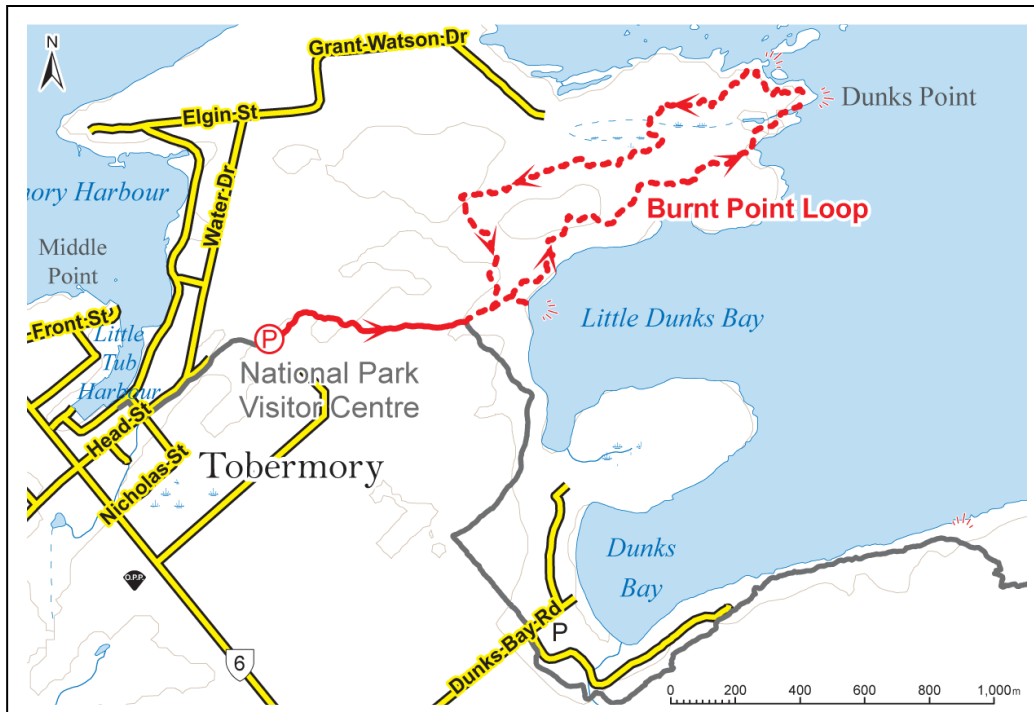 N
Grant-Watson-Dr
Elgin-St
Dunks Point
ory Harbour
Water-Dr
Burnt Point Loop
Middle
Point
Front-St
Little
Tub
Harbour
P
Little Dunks Bay
National Park
Visitor Centre
Head-St
Tobermory
Nicholas-St
Dunks
Bay
O.P.P.
P
Dunks-Bay-Rd
6
0 200 400 600 800 1,000m